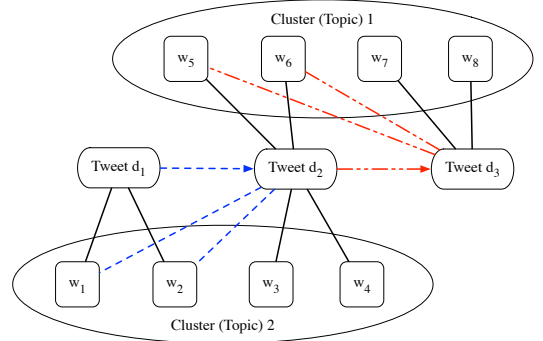 Cluster (Topic) 1
w5 w6 w7 w8
Tweet d1 Tweet d2 Tweet d3
w1 w2 w3 w4
Cluster (Topic) 2